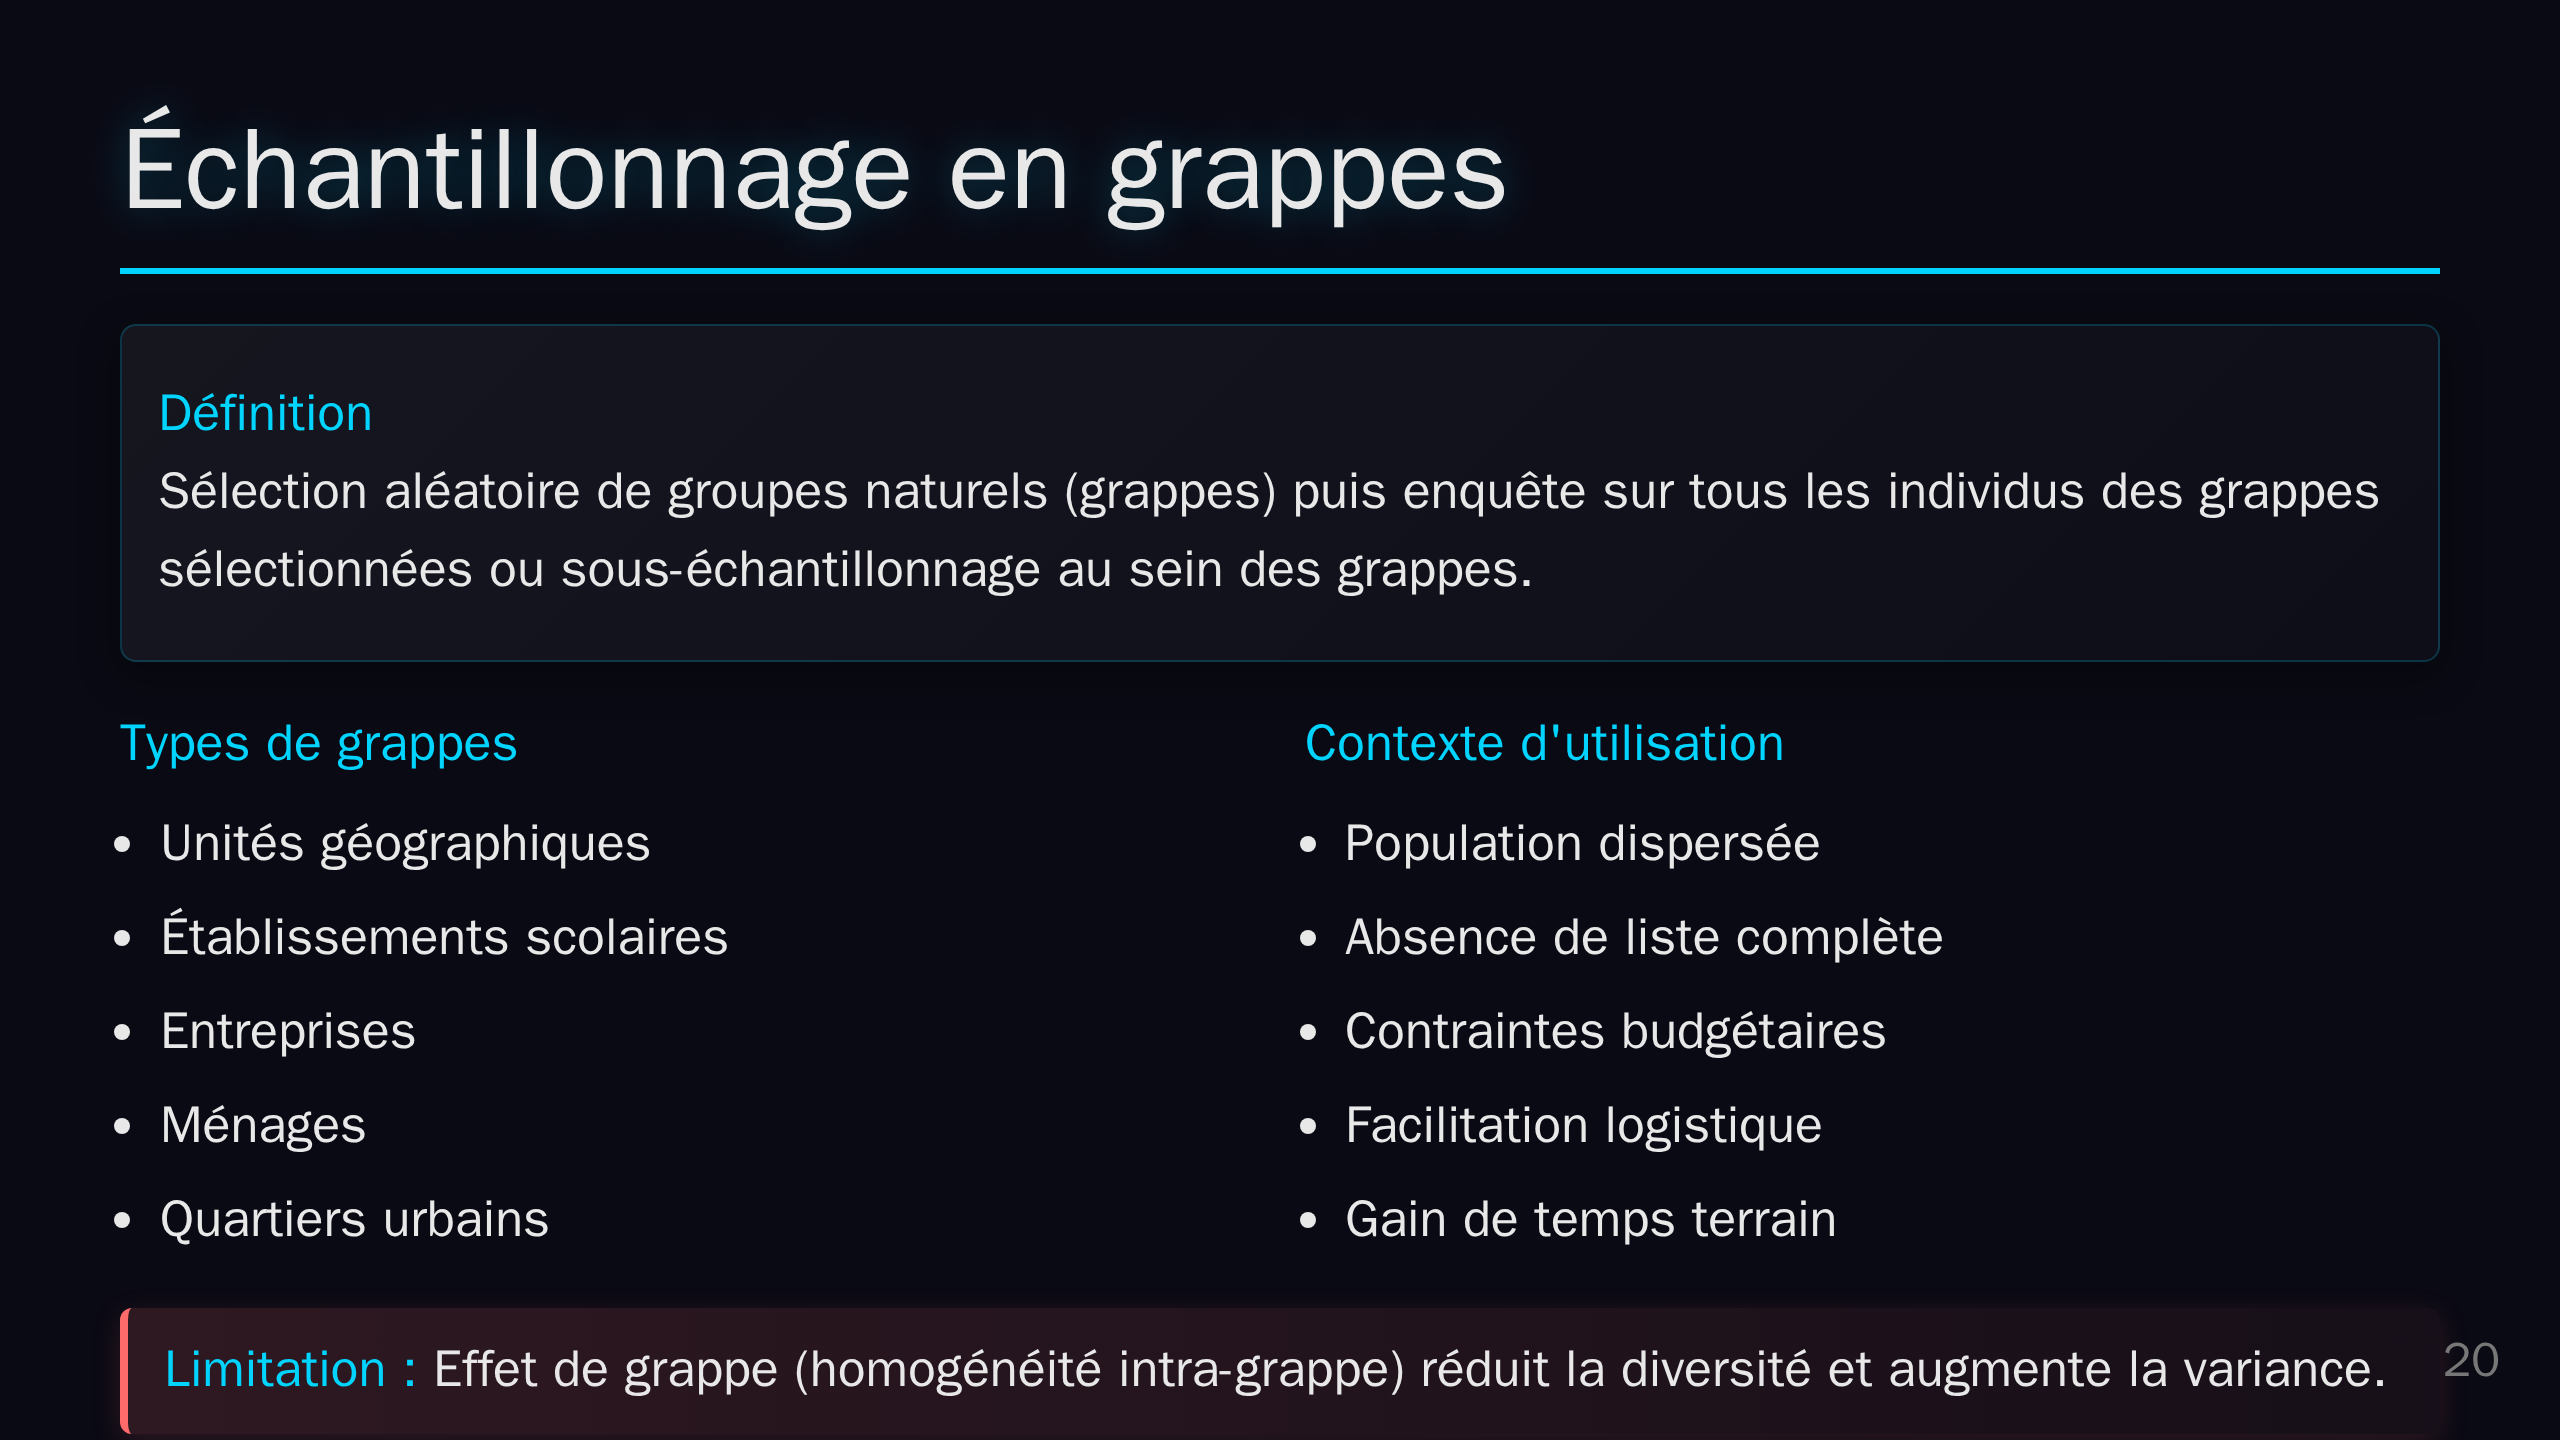 Échantillonnage en grappes
Définition
Sélection aléatoire de groupes naturels (grappes) puis enquête sur tous les individus des grappes
sélectionnées ou sous-échantillonnage au sein des grappes.
Types de grappes
• Unités géographiques
• Établissements scolaires
• Entreprises
• Ménages
• Quartiers urbains
Contexte d'utilisation
• Population dispersée
• Absence de liste complète
• Contraintes budgétaires
• Facilitation logistique
• Gain de temps terrain
Limitation : Effet de grappe (homogénéité intra-grappe) réduit la diversité et augmente la variance.
20